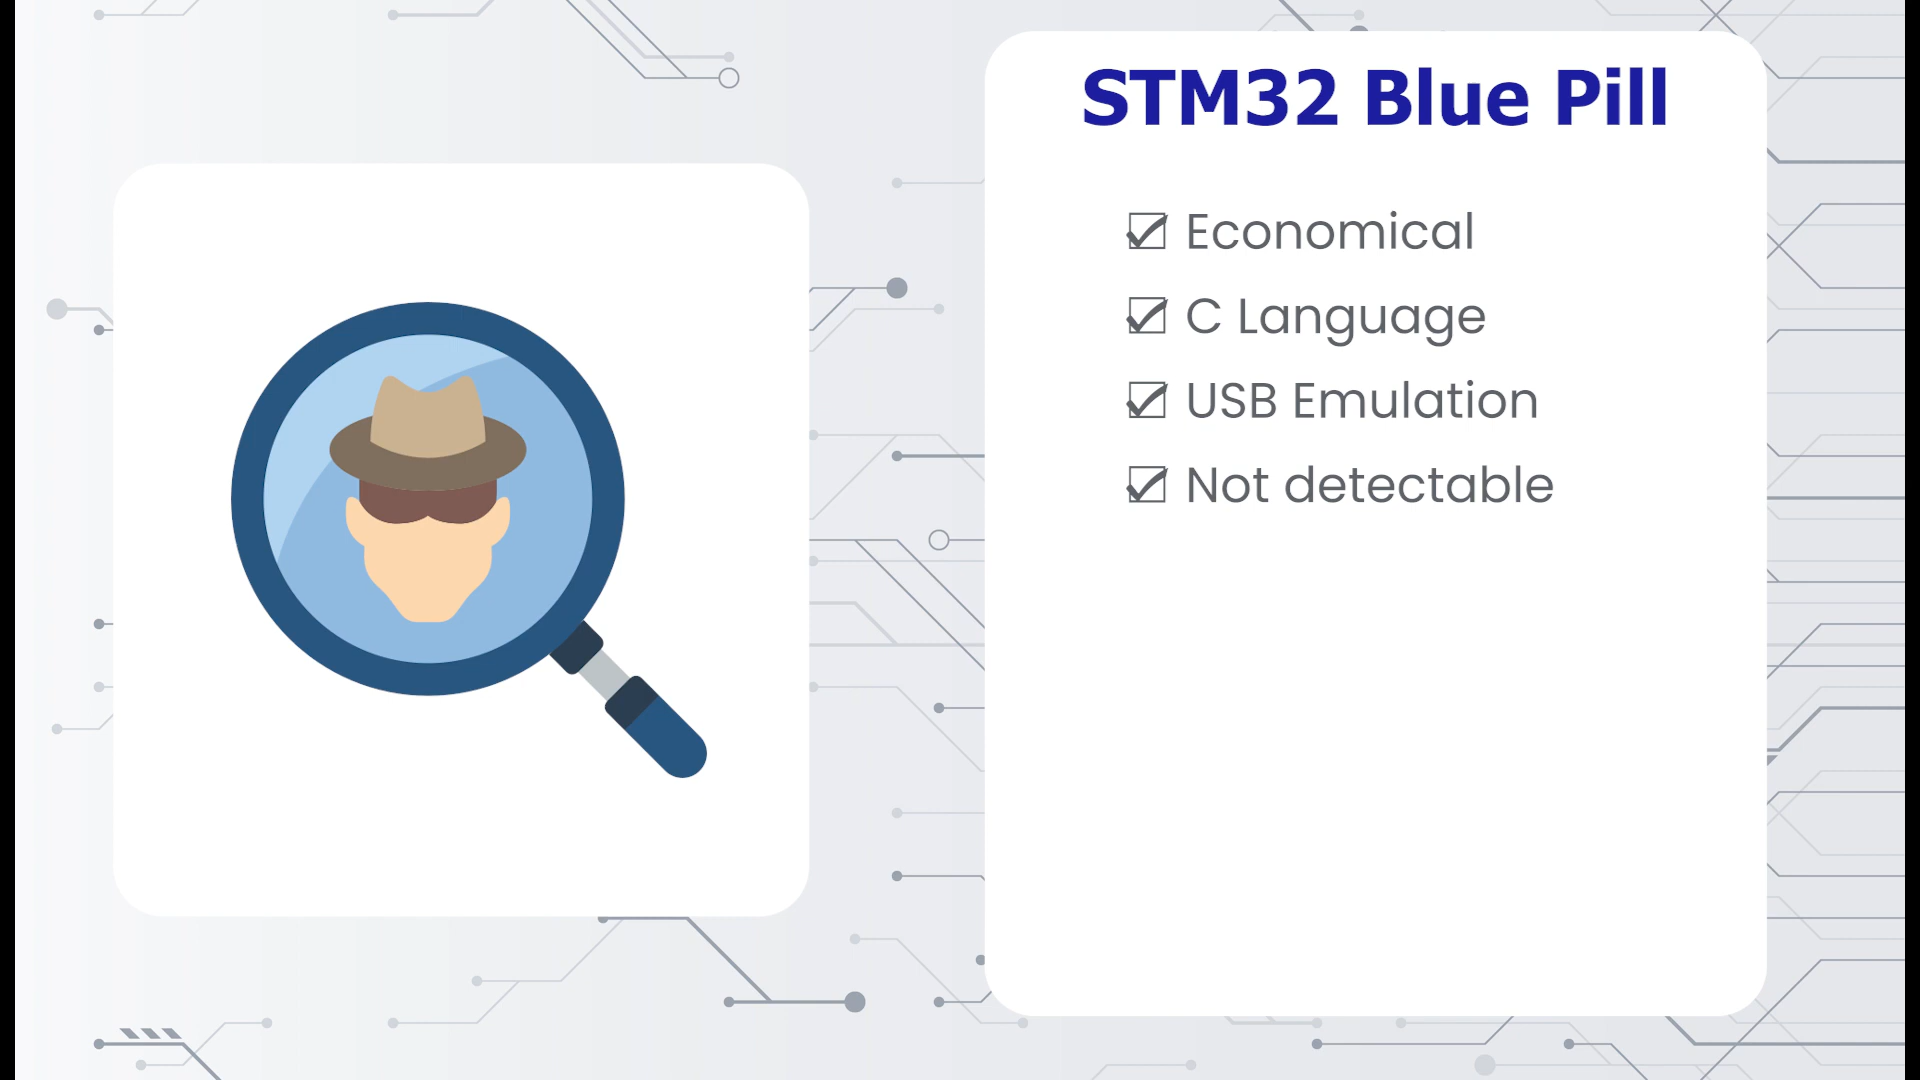 STM32 Blue Pill
Economical
C Language
USB Emulation
Not detectable